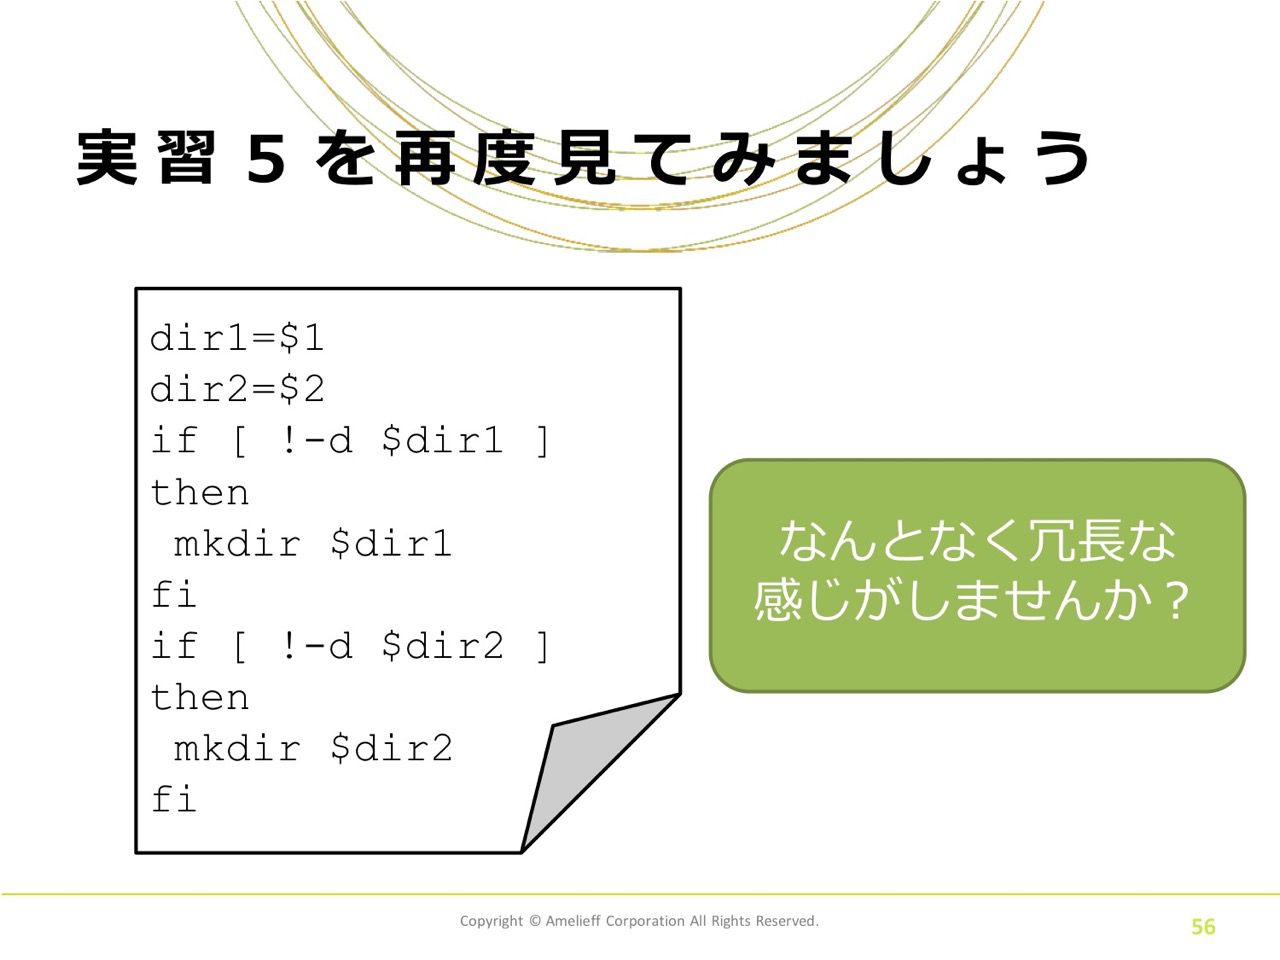 実習５を再度見てみましょう
dir1=$1
dir2=$2
if [ !-d $dir1 ]
then
 mkdir $dir1
fi
if [ !-d $dir2 ]
then
 mkdir $dir2
fi
なんとなく冗長な
感じがしませんか？
Copyright © Amelieff Corporation All Rights Reserved.
56